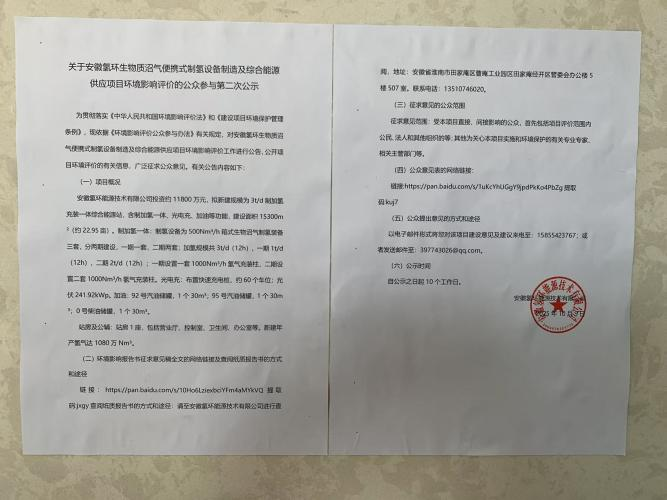 关于安徽氢环生物质沼气便携式制氢设备制造及综合能源
供应项目环境影响评价的公众参与第二次公示
为贯彻落实《中华人民共和国环境影响评价法》和《建设项目环境保护管理
条例》，现依据《环境影响评价公众参与办法》有关规定，对安徽氢环生物质沼
气便携式制氢设备制造及综合能源供应项目环境影响评价工作进行公告，公开项
目环境评价的有关信息，广泛征求公众意见。有关公告内容如下：
（一）项目概况
安徽氢环能源技术有限公司投资约 11800 万元，拟新建规模为 3t/d 制加氢
充装一体综合能源站，含制加氢一体、光电充、加油等功能，建设面积 15300m
²（约 22.95 亩）。制加氢一体：制氢设备为 500Nm³/h 箱式生物沼气制氢装备
三套，分两期建设，一期一套、二期两套；加氢规模共 3t/d（12h），一期 1t/d
（12h），二期 2t/d（12h）；一期设置一套 1000Nm³/h 氢气充装柱，二期设
置二套 1000Nm³/h 氢气充装柱。光电充：布置快速充电桩，约 60 个车位；光
伏 241.92kWp。加油：92 号汽油储罐，1 个 30m³；95 号汽油储罐，1 个 30m
³；0 号柴油储罐，1 个 30m³。
站房及公辅：站房 1 座，包括营业厅、控制室、卫生间、办公室等。新建年
产氢气达 1080 万 Nm³。
（二）环境影响报告书征求意见稿全文的网络链接及查阅纸质报告书的方式
和途径
链接：https://pan.baidu.com/s/10Ho6LziexbciYFm4aMYkVQ 提取
码 jxgy 查阅纸质报告书的方式和途径：请至安徽氢环能源技术有限公司进行查
阅，地址：安徽省淮南市田家庵区曹庵工业园区田家庵经开区管委会办公楼 5
楼 507 室。联系电话：13510746020。
（三）征求意见的公众范围
征求意见范围：受本项目直接、间接影响的公众，首先包括项目评价范围内
公民、法人和其他组织的等；其他为关心本项目实施和环境保护的有关专业专家、
相关主管部门等。
（四）公众意见表的网络链接：
链接:https://pan.baidu.com/s/1uKcYhUGgY9jpdPkKo4PbZg 提取
码 kuj7
（五）公众提出意见的方式和途径
以电子邮件形式将您对该项目建设意见及建议来电至：15855423767；或
者发送邮件至：397743026@qq.com。
（六）公示时间
自公示之日起 10 个工作日。
安徽氢环能源技术有限公司